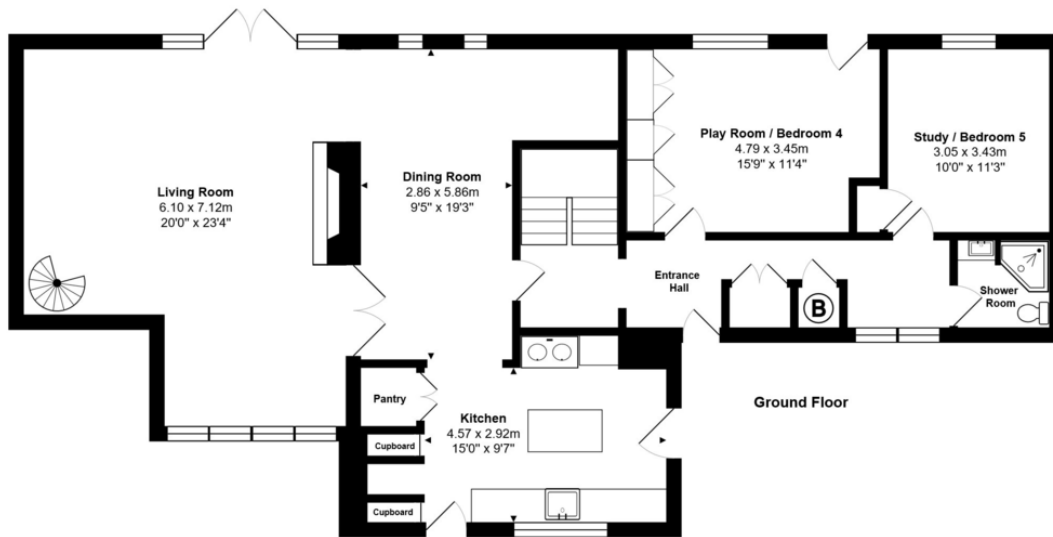 Living Room
6.10 x 7.12m
20'0" x 23'4"
Dining Room
2.86 x 5.86m
9'5" x 19'3"
Play Room / Bedroom 4
4.79 x 3.45m
15'9" x 11'4"
Study / Bedroom 5
3.05 x 3.43m
10'0" x 11'3"
Entrance
Hall
B
Shower
Room
Pantry
Cupboard
Cupboard
Kitchen
4.57 x 2.92m
15'0" x 9'7"
Ground Floor